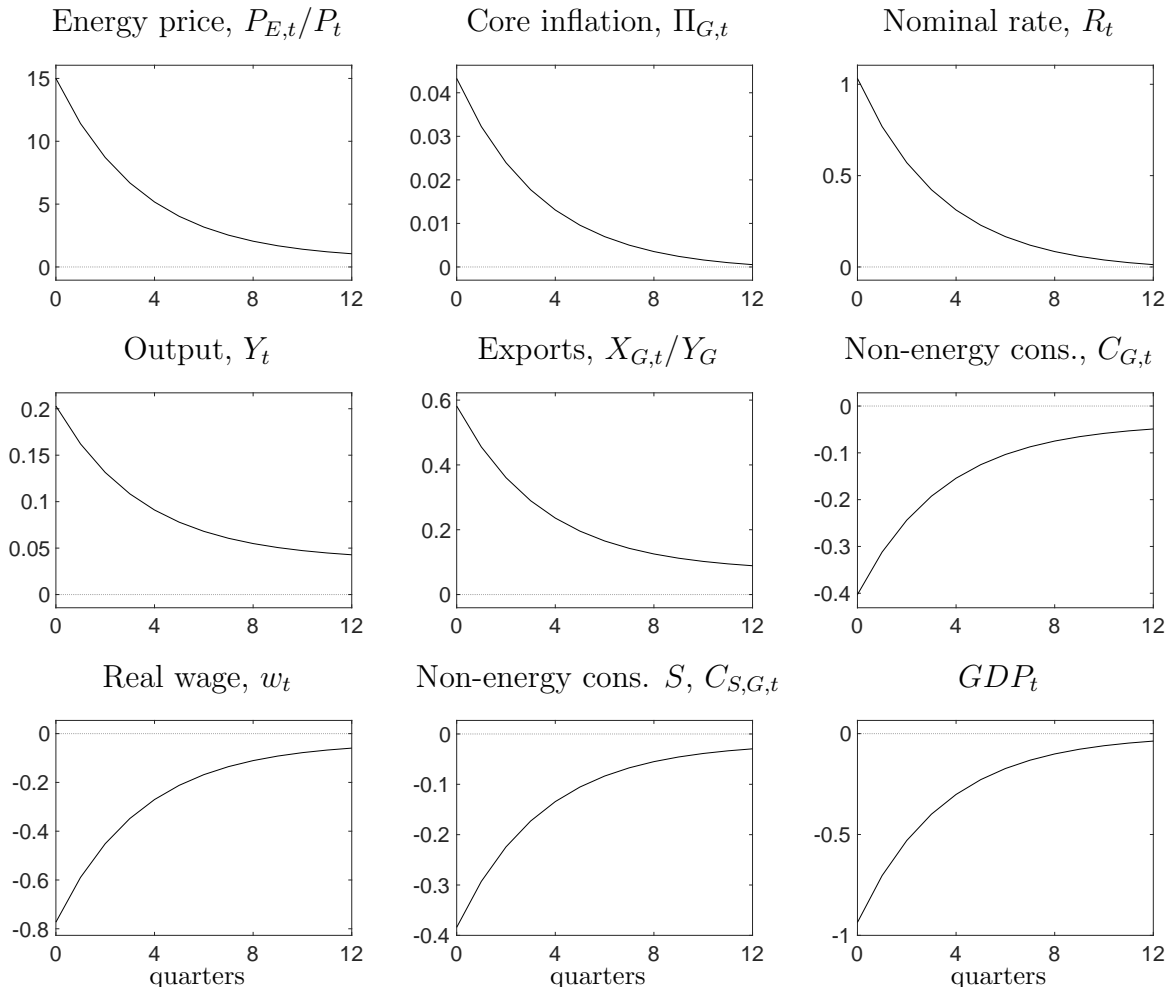 Energy price, $P_{E,t}/P_t$
Core inflation, $\Pi_{G,t}$
Nominal rate, $R_t$
15
10
5
0
0 4 8 12
0.04
0.03
0.02
0.01
0
0 4 8 12
1
0.5
0
0 4 8 12
Output, $Y_t$
Exports, $X_{G,t}/Y_G$
Non-energy cons., $C_{G,t}$
0.2
0.15
0.1
0.05
0
0 4 8 12
0.6
0.4
0.2
0
0 4 8 12
0
-0.1
-0.2
-0.3
-0.4
0 4 8 12
Real wage, $w_t$
Non-energy cons. $S$, $C_{S,G,t}$
$GDP_t$
0
-0.2
-0.4
-0.6
-0.8
0 4 8 12
quarters
0
-0.1
-0.2
-0.3
-0.4
0 4 8 12
quarters
0
-0.5
-1
0 4 8 12
quarters